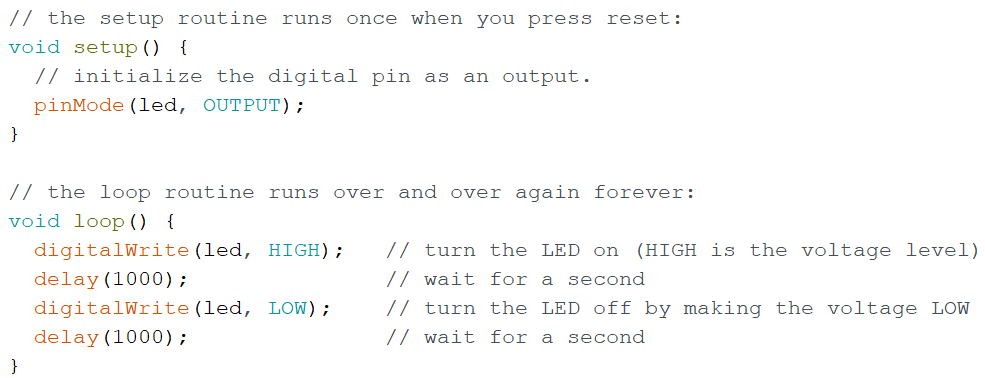 // the setup routine runs once when you press reset:
void setup() {
  // initialize the digital pin as an output.
  pinMode(led, OUTPUT);
}

// the loop routine runs over and over again forever:
void loop() {
  digitalWrite(led, HIGH);   // turn the LED on (HIGH is the voltage level)
  delay(1000);               // wait for a second
  digitalWrite(led, LOW);    // turn the LED off by making the voltage LOW
  delay(1000);               // wait for a second
}